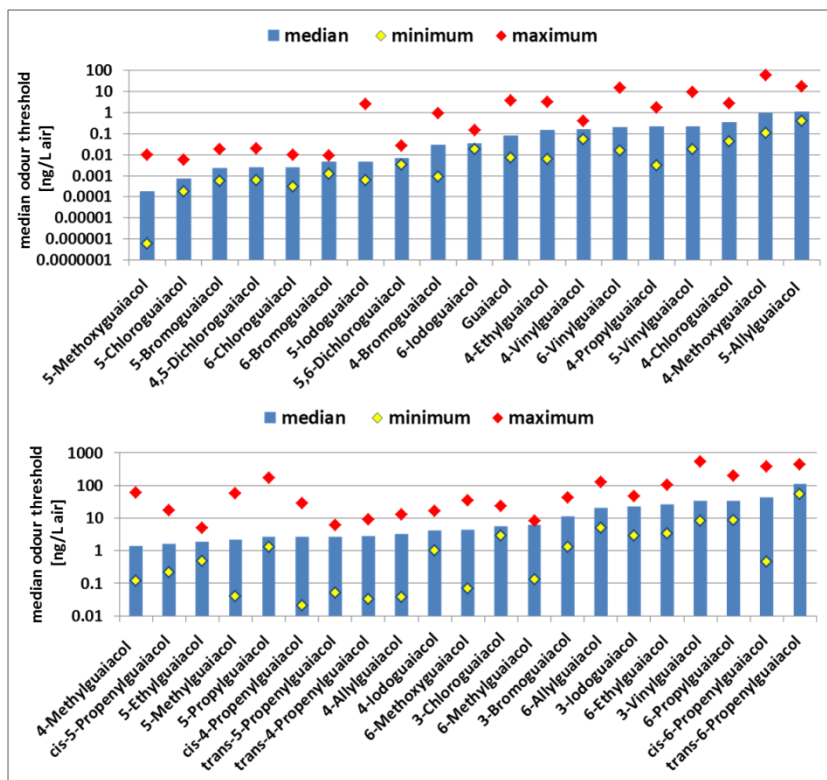 median minimum maximum
median odour threshold
[ng/L air]
100
10
1
0.1
0.01
0.001
0.0001
0.00001
0.000001
0.0000001
5-Methoxyguaiacol
5-Chloroguaiacol
5-Bromoguaiacol
4,5-Dichloroguaiacol
6-Chloroguaiacol
6-Bromoguaiacol
5-Iodoguaiacol
5,6-Dichloroguaiacol
4-Bromoguaiacol
6-Iodoguaiacol
Guaiacol
4-Ethylguaiacol
4-Vinylguaiacol
6-Vinylguaiacol
4-Propylguaiacol
5-Vinylguaiacol
4-Chloroguaiacol
4-Methoxyguaiacol
5-Allylguaiacol
median minimum maximum
median odour threshold
[ng/L air]
1000
100
10
1
0.1
0.01
4-Methylguaiacol
cis-5-Propenylguaiacol
5-Ethylguaiacol
5-Methylguaiacol
5-Propylguaiacol
cis-4-Propenylguaiacol
trans-5-Propenylguaiacol
trans-4-Propenylguaiacol
4-Allylguaiacol
4-Iodoguaiacol
6-Methoxyguaiacol
3-Chloroguaiacol
6-Methylguaiacol
3-Bromoguaiacol
6-Allylguaiacol
3-Iodoguaiacol
6-Ethylguaiacol
3-Vinylguaiacol
6-Propylguaiacol
cis-6-Propenylguaiacol
trans-6-Propenylguaiacol